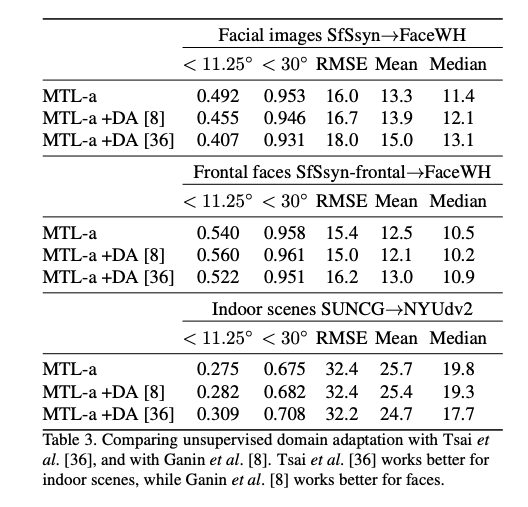 Facial images SfSsyn→FaceWH
< 11.25° < 30° RMSE Mean Median
MTL-a 0.492 0.953 16.0 13.3 11.4
MTL-a +DA [8] 0.455 0.946 16.7 13.9 12.1
MTL-a +DA [36] 0.407 0.931 18.0 15.0 13.1
Frontal faces SfSsyn-frontal→FaceWH
< 11.25° < 30° RMSE Mean Median
MTL-a 0.540 0.958 15.4 12.5 10.5
MTL-a +DA [8] 0.560 0.961 15.0 12.1 10.2
MTL-a +DA [36] 0.522 0.951 16.2 13.0 10.9
Indoor scenes SUNCG→NYUdv2
< 11.25° < 30° RMSE Mean Median
MTL-a 0.275 0.675 32.4 25.7 19.8
MTL-a +DA [8] 0.282 0.682 32.4 25.4 19.3
MTL-a +DA [36] 0.309 0.708 32.2 24.7 17.7
Table 3. Comparing unsupervised domain adaptation with Tsai et
al. [36], and with Ganin et al. [8]. Tsai et al. [36] works better for
indoor scenes, while Ganin et al. [8] works better for faces.